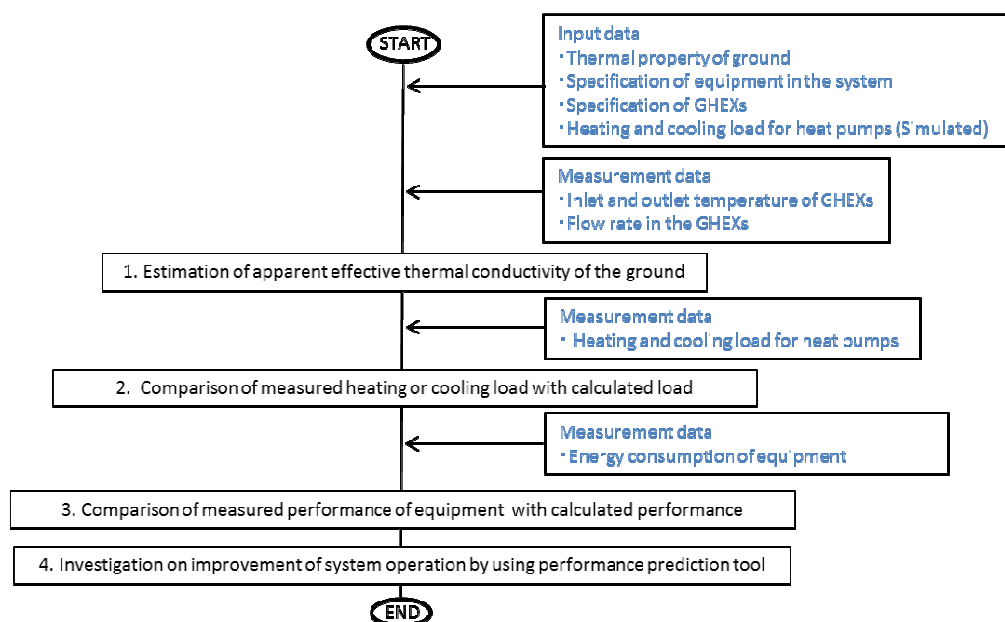 START
Input data
・Thermal property of ground
・Specification of equipment in the system
・Specification of GHEXs
・Heating and cooling load for heat pumps (Simulated)
Measurement data
・Inlet and outlet temperature of GHEXs
・Flow rate in the GHEXs
1. Estimation of apparent effective thermal conductivity of the ground
Measurement data
・ Heating and cooling load for heat pumps
2. Comparison of measured heating or cooling load with calculated load
Measurement data
・Energy consumption of equipment
3. Comparison of measured performance of equipment with calculated performance
4. Investigation on improvement of system operation by using performance prediction tool
END